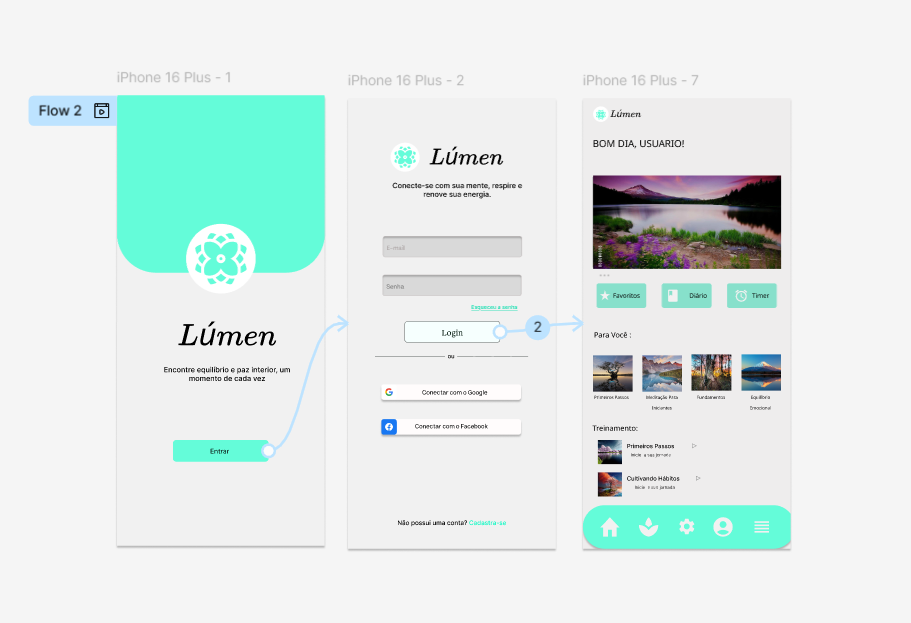 iPhone 16 Plus - 1
Flow 2
Lúmen
Encontre equilíbrio e paz interior, um
momento de cada vez
Entrar
iPhone 16 Plus - 2
Lúmen
Conecte-se com sua mente, respire e
renove sua energia.
E-mail
Senha
Esqueceu a senha
Login
2
ou
Conectar com o Google
Conectar com o Facebook
Não possui uma conta? Cadastra-se
iPhone 16 Plus - 7
Lúmen
BOM DIA, USUARIO!
Favoritos
Diário
Timer
Para Você :
Primeiros Passos
Meditação Para
Iniciantes
Fundamentos
Equilíbrio
Emocional
Treinamento:
Primeiros Passos
Inicie a sua jornada
Cultivando Hábitos
Inicie a sua jornada